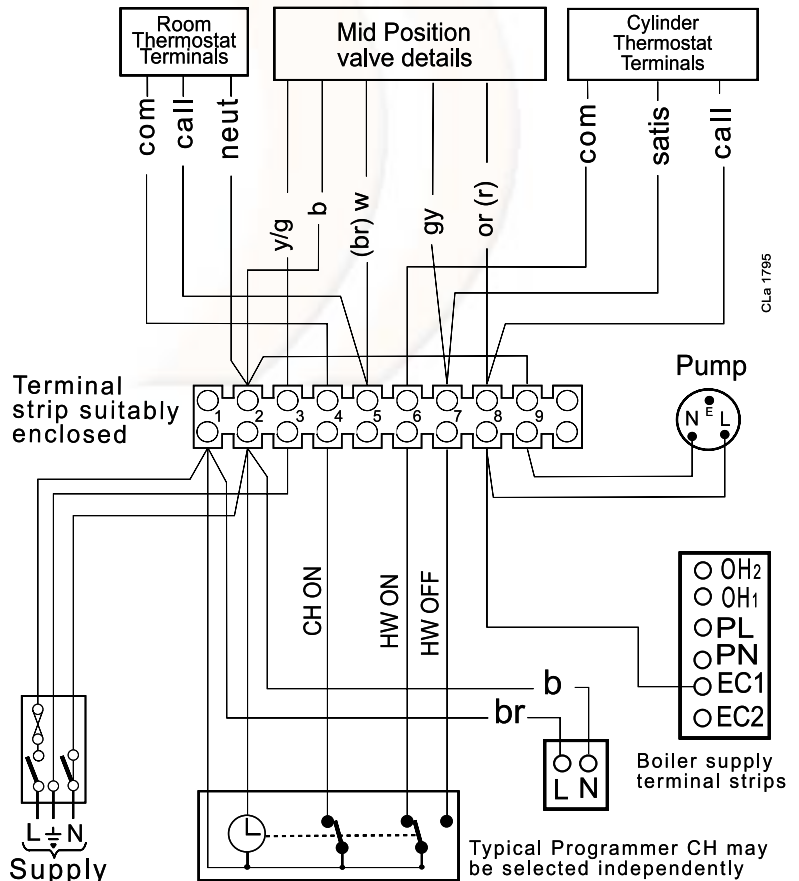 Room
Thermostat
Terminals
Mid Position
valve details
Cylinder
Thermostat
Terminals
com
call
neut
y/g
b
(br) w
gy
or (r)
com
satis
call
CLa 1795
Terminal
strip suitably
enclosed
1 2 3 4 5 6 7 8 9
Pump
N E L
CH ON
HW ON
HW OFF
OH2
OH1
PL
PN
EC1
EC2
b
br
L N
Boiler supply
terminal strips
L N
Supply
Typical Programmer CH may
be selected independently